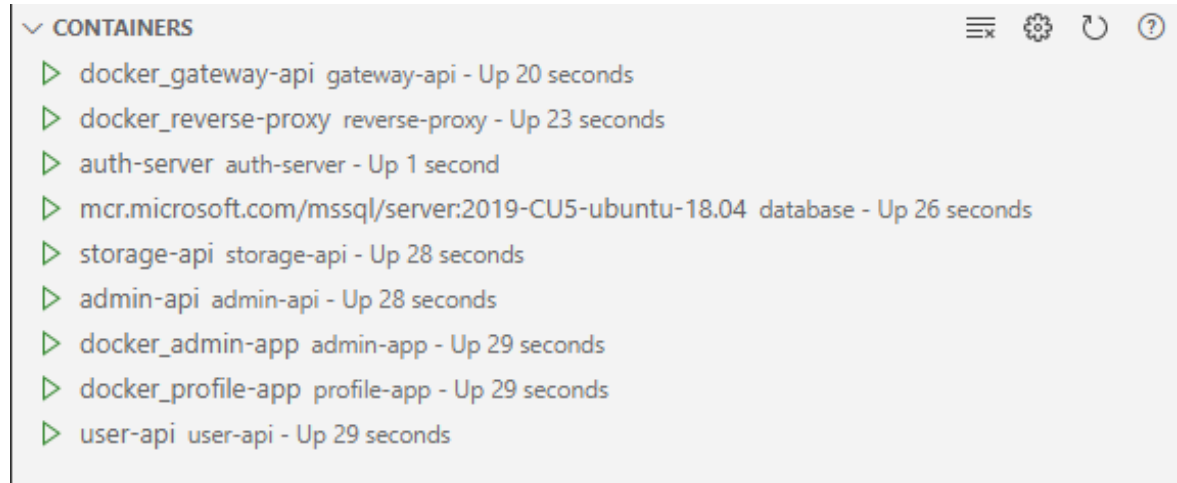 CONTAINERS
docker_gateway-api gateway-api - Up 20 seconds
docker_reverse-proxy reverse-proxy - Up 23 seconds
auth-server auth-server - Up 1 second
mcr.microsoft.com/mssql/server:2019-CU5-ubuntu-18.04 database - Up 26 seconds
storage-api storage-api - Up 28 seconds
admin-api admin-api - Up 28 seconds
docker_admin-app admin-app - Up 29 seconds
docker_profile-app profile-app - Up 29 seconds
user-api user-api - Up 29 seconds